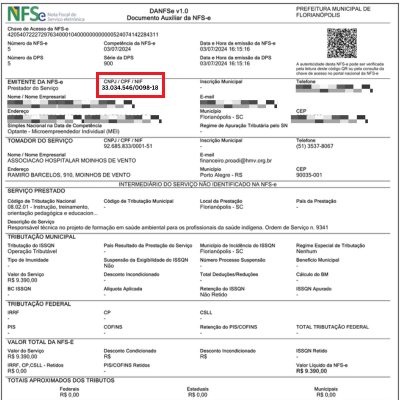 NFSe Nota Fiscal de Serviço eletrônica
DANFSe v1.0
Documento Auxiliar da NFS-e
PREFEITURA MUNICIPAL DE FLORIANÓPOLIS
Chave de Acesso da NFS-e
Número da NFS-e
5
Competência da NFS-e
03/07/2024
Data e Hora da emissão da NFS-e
03/07/2024 16:15:16
Número da DPS
5
Série da DPS
900
Data e Hora da emissão da DPS
03/07/2024 16:15:16
A autenticidade desta NFS-e pode ser verificada
pela leitura deste código QR ou pela consulta da
chave de acesso no portal nacional da NFS-e
EMITENTE DA NFS-e
Prestador do Serviço
CNPJ / CPF / NIF
33.034.546/0098-18
Inscrição Municipal
-
Telefone
Nome / Nome Empresarial
E-mail
Endereço
Município
Florianópolis - SC
CEP
Simples Nacional na Data de Competência
Optante - Microempreendedor Individual (MEI)
Regime de Apuração Tributária pelo SN
-
TOMADOR DO SERVIÇO
CNPJ / CPF / NIF
92.685.833/0001-51
Inscrição Municipal
-
Telefone
(51) 3537-8067
Nome / Nome Empresarial
ASSOCIACAO HOSPITALAR MOINHOS DE VENTO
E-mail
financeiro.proadi@hmv.org.br
Endereço
RAMIRO BARCELOS, 910, MOINHOS DE VENTO
Município
Porto Alegre - RS
CEP
90035-001
INTERMEDIÁRIO DO SERVIÇO NÃO IDENTIFICADO NA NFS-e
SERVIÇO PRESTADO
Código de Tributação Nacional
08.02.01 - Instrução, treinamento,
orientação pedagógica e educacion...
Código de Tributação Municipal
-
Local da Prestação
Florianópolis - SC
País da Prestação
-
Descrição do Serviço
Responsável técnica no projeto de formação em saúde ambiental para os profissionais da saúde indígena. Ordem de Serviço n. 9341
TRIBUTAÇÃO MUNICIPAL
Tributação do ISSQN
Operação Tributável
País Resultado da Prestação do Serviço
-
Município de Incidência do ISSQN
Florianópolis - SC
Regime Especial de Tributação
Nenhum
Tipo de Imunidade
-
Suspensão da Exigibilidade do ISSQN
Não
Número Processo Suspensão
-
Benefício Municipal
-
Valor do Serviço
R$ 9.390,00
Desconto Incondicionado
-
Total Deduções/Reduções
-
Cálculo do BM
-
BC ISSQN
-
Alíquota Aplicada
-
Retenção do ISSQN
Não Retido
ISSQN Apurado
-
TRIBUTAÇÃO FEDERAL
IRRF
-
CP
-
CSLL
-
PIS
-
COFINS
-
Retenção do PIS/COFINS
-
TOTAL TRIBUTAÇÃO FEDERAL
-
VALOR TOTAL DA NFS-E
Valor do Serviço
R$ 9.390,00
Desconto Condicionado
R$
Desconto Incondicionado
R$
ISSQN Retido
-
IRRF, CP,CSLL - Retidos
R$ 0,00
PIS/COFINS Retidos
-
Valor Líquido da NFS-e
R$ 9.390,00
TOTAIS APROXIMADOS DOS TRIBUTOS
Federais
R$ 0,00
Estaduais
R$ 0,00
Municipais
R$ 0,00